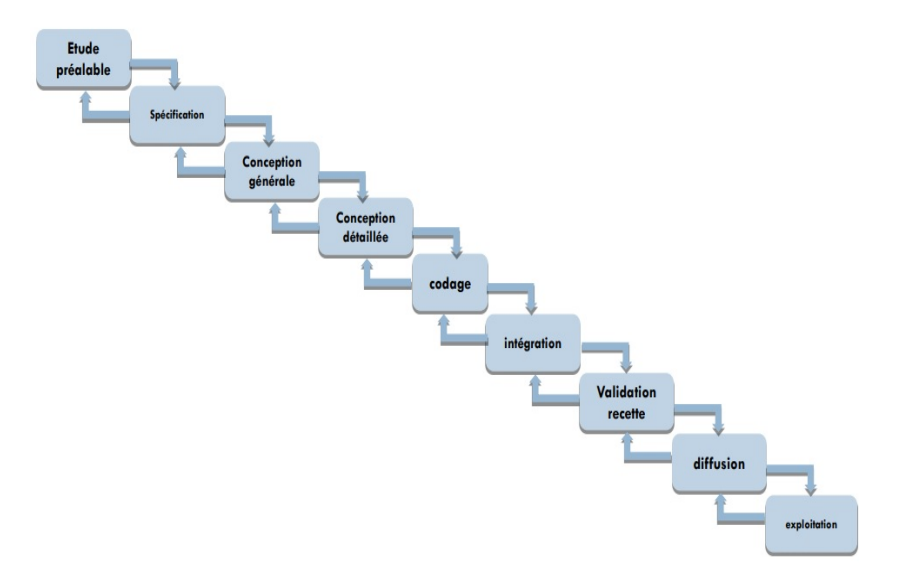 Etude
préalable
Spécification
Conception
générale
Conception
détaillée
codage
intégration
Validation
recette
diffusion
exploitation